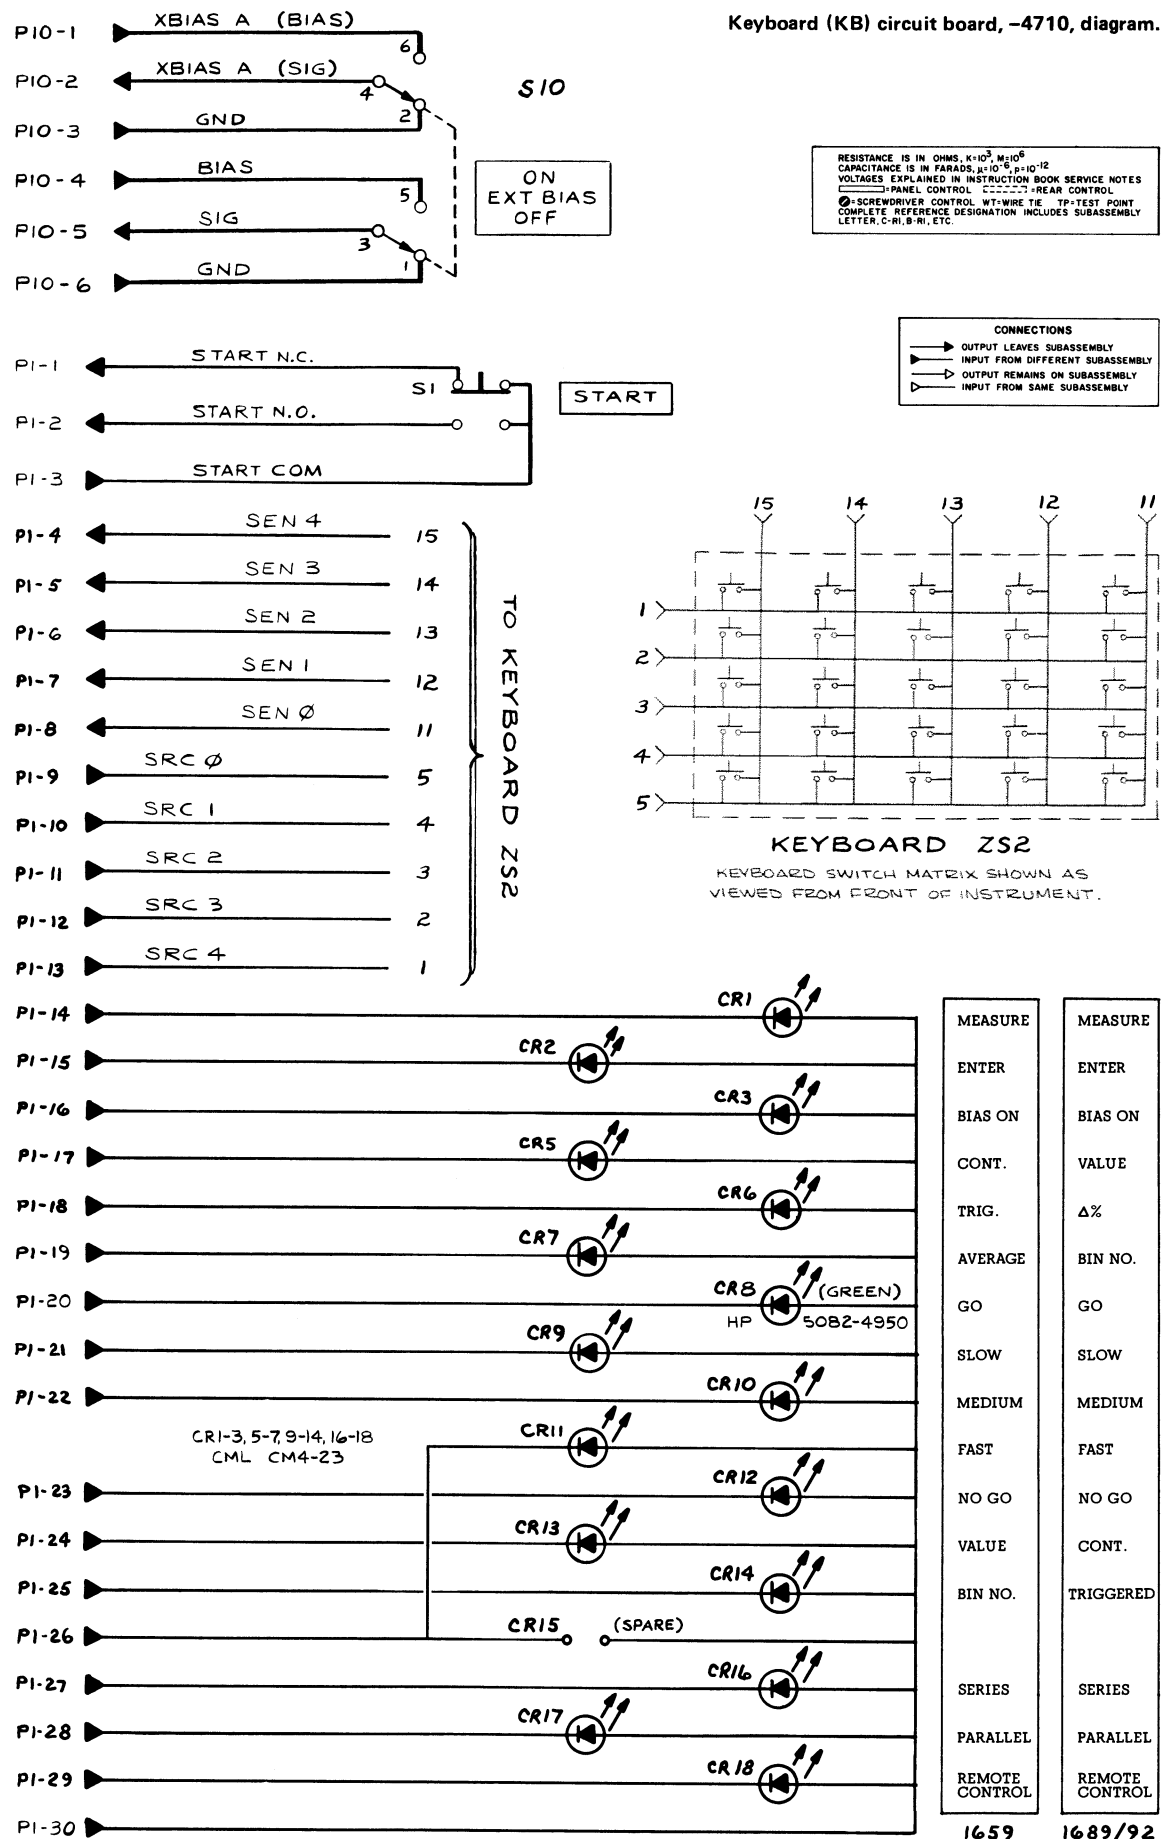 Keyboard (KB) circuit board, –4710, diagram.
P10-1 XBIAS A (BIAS) 6
P10-2 XBIAS A (SIG) 4
S10
P10-3 GND 2
P10-4 BIAS 5
P10-5 SIG 3
P10-6 GND 1
ON
EXT BIAS
OFF
RESISTANCE IS IN OHMS, K=10³, M=10⁶
CAPACITANCE IS IN FARADS, μ=10⁻⁶, p=10⁻¹²
VOLTAGES EXPLAINED IN INSTRUCTION BOOK SERVICE NOTES
=PANEL CONTROL =REAR CONTROL
=SCREWDRIVER CONTROL WT=WIRE TIE TP=TEST POINT
COMPLETE REFERENCE DESIGNATION INCLUDES SUBASSEMBLY
LETTER, C-R1, B-R1, ETC.
CONNECTIONS
OUTPUT LEAVES SUBASSEMBLY
INPUT FROM DIFFERENT SUBASSEMBLY
OUTPUT REMAINS ON SUBASSEMBLY
INPUT FROM SAME SUBASSEMBLY
P1-1 START N.C.
S1
START
P1-2 START N.O.
P1-3 START COM
P1-4 SEN 4 15
P1-5 SEN 3 14
P1-6 SEN 2 13
P1-7 SEN 1 12
P1-8 SEN Ø 11
P1-9 SRC Ø 5
P1-10 SRC 1 4
P1-11 SRC 2 3
P1-12 SRC 3 2
P1-13 SRC 4 1
TO KEYBOARD ZS2
15 14 13 12 11
1
2
3
4
5
KEYBOARD ZS2
KEYBOARD SWITCH MATRIX SHOWN AS
VIEWED FROM FRONT OF INSTRUMENT.
P1-14 CR1 MEASURE MEASURE
P1-15 CR2 ENTER ENTER
P1-16 CR3 BIAS ON BIAS ON
P1-17 CR5 CONT. VALUE
P1-18 CR6 TRIG. Δ%
P1-19 CR7 AVERAGE BIN NO.
P1-20 CR8 (GREEN) GO GO
HP 5082-4950
P1-21 CR9 SLOW SLOW
P1-22 CR10 MEDIUM MEDIUM
CR1-3, 5-7, 9-14, 16-18
CML CM4-23
CR11 FAST FAST
P1-23 CR12 NO GO NO GO
P1-24 CR13 VALUE CONT.
P1-25 CR14 BIN NO. TRIGGERED
P1-26 CR15 (SPARE)
P1-27 CR16 SERIES SERIES
P1-28 CR17 PARALLEL PARALLEL
P1-29 CR18 REMOTE CONTROL REMOTE CONTROL
P1-30
1659 1689/92